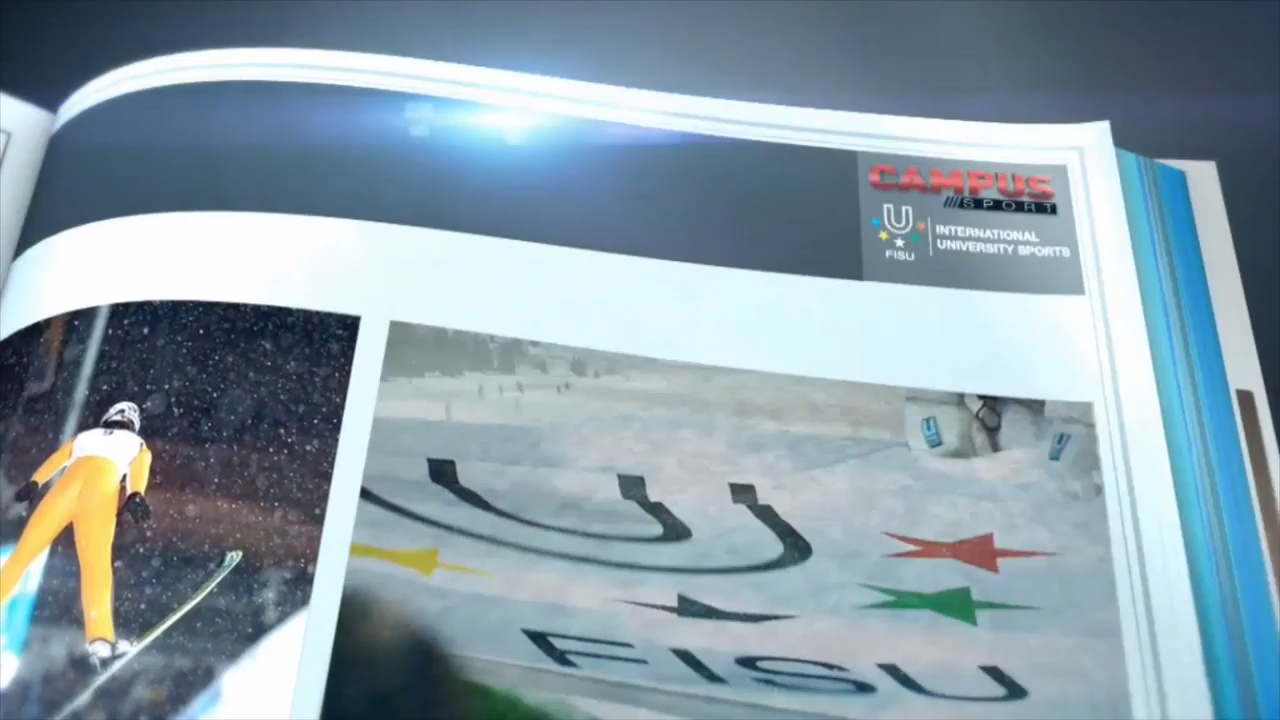 CAMPUS
SPORT
FISU
INTERNATIONAL
UNIVERSITY SPORTS
FISU